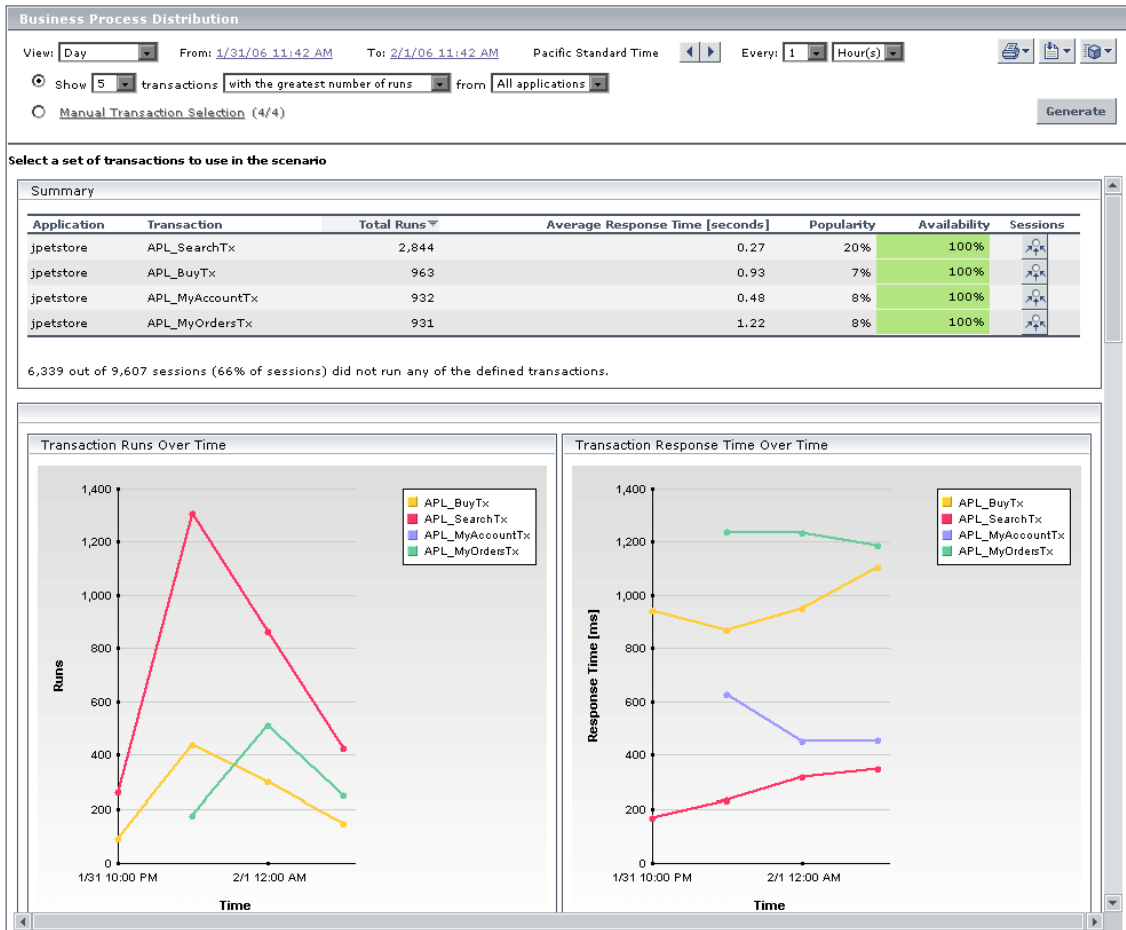 Business Process Distribution
View: Day From: 1/31/06 11:42 AM To: 2/1/06 11:42 AM Pacific Standard Time Every: 1 Hour(s)
Show 5 transactions with the greatest number of runs from All applications
Manual Transaction Selection (4/4) Generate
Select a set of transactions to use in the scenario
Summary
Application Transaction Total Runs Average Response Time [seconds] Popularity Availability Sessions
jpetstore APL_SearchTx 2,844 0.27 20% 100%
jpetstore APL_BuyTx 963 0.93 7% 100%
jpetstore APL_MyAccountTx 932 0.48 8% 100%
jpetstore APL_MyOrdersTx 931 1.22 8% 100%
6,339 out of 9,607 sessions (66% of sessions) did not run any of the defined transactions.
Transaction Runs Over Time
1,400
1,200
1,000
800
600
400
200
0
Runs
1/31 10:00 PM 2/1 12:00 AM
Time
APL_BuyTx
APL_SearchTx
APL_MyAccountTx
APL_MyOrdersTx
Transaction Response Time Over Time
1,400
1,200
1,000
800
600
400
200
0
Response Time [ms]
1/31 10:00 PM 2/1 12:00 AM
Time
APL_BuyTx
APL_SearchTx
APL_MyAccountTx
APL_MyOrdersTx